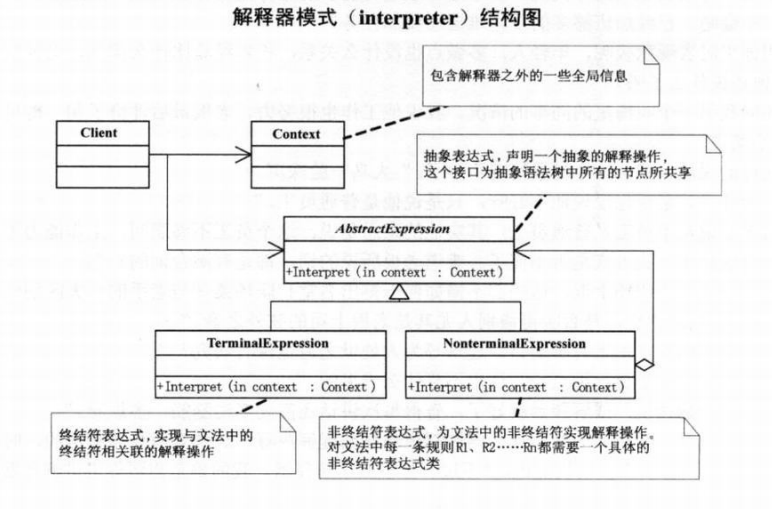 解释器模式（interpreter）结构图
包含解释器之外的一些全局信息
Client
Context
抽象表达式，声明一个抽象的解释操作，
这个接口为抽象语法树中所有的节点所共享
AbstractExpression
+Interpret(in context : Context)
TerminalExpression
NonterminalExpression
+Interpret(in context : Context)
+Interpret(in context : Context)
终结符表达式，实现与文法中的
终结符相关联的解释操作
非终结符表达式，为文法中的非终结符实现解释操作。
对文法中每一条规则R1、R2……Rn都需要一个具体的
非终结符表达式类